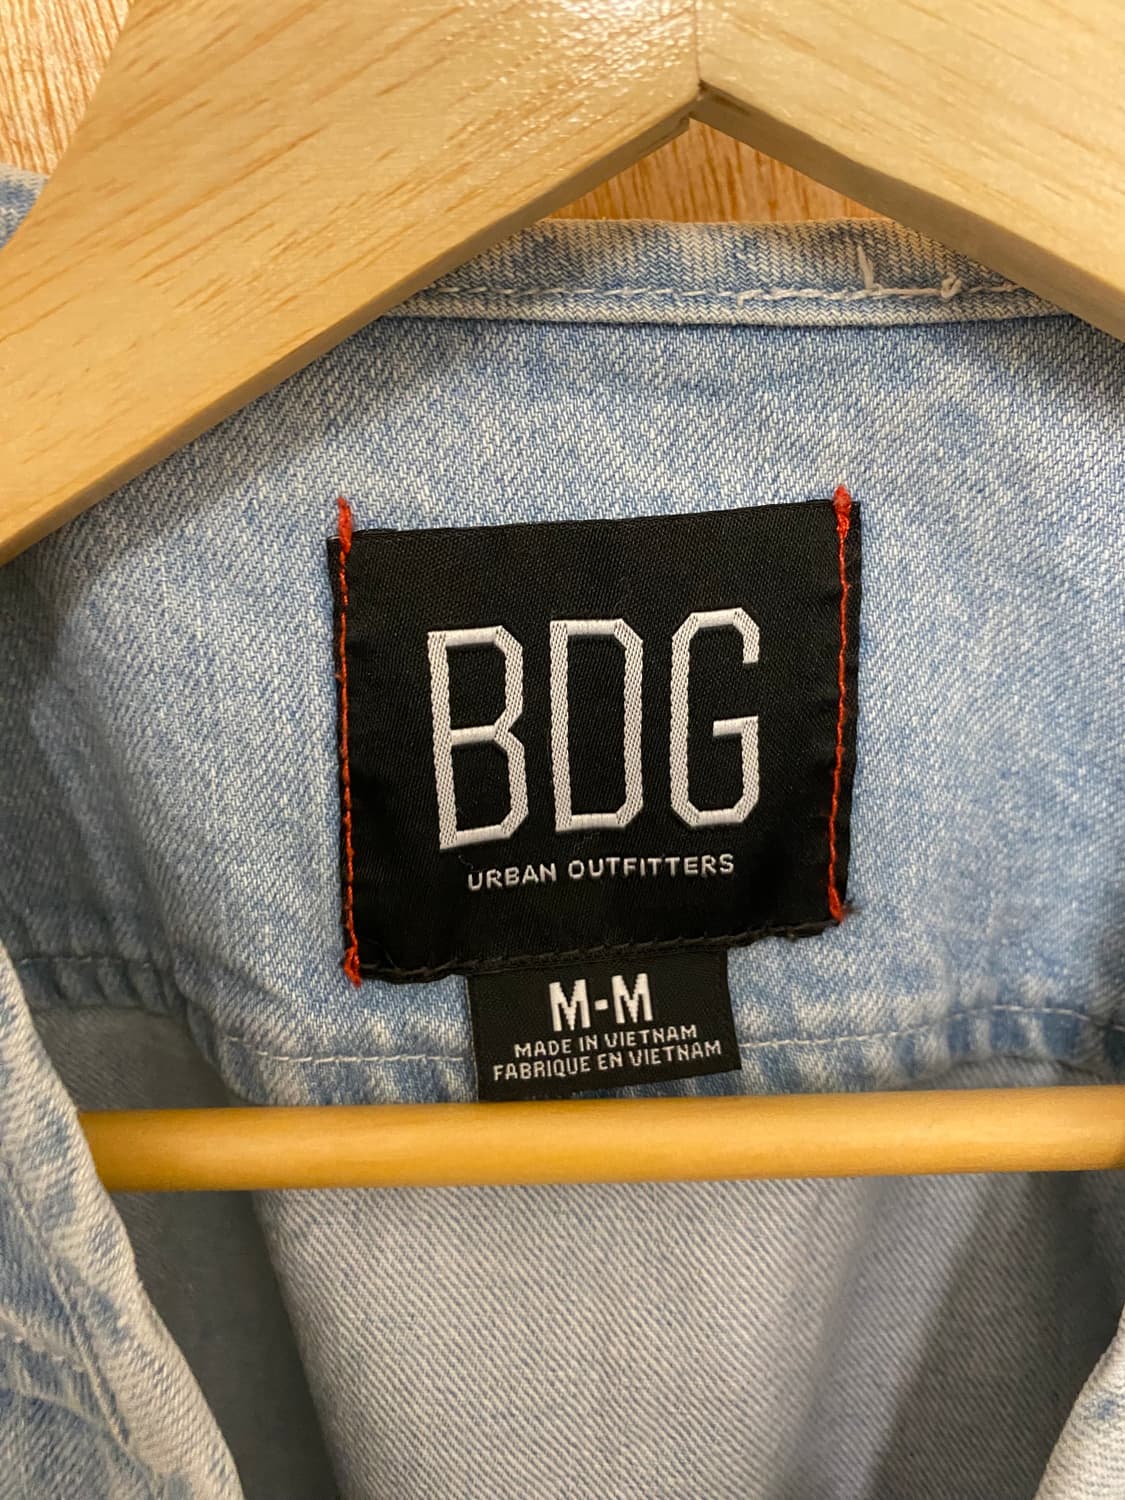 BDG
URBAN OUTFITTERS
M-M
MADE IN VIETNAM
FABRIQUE EN VIETNAM